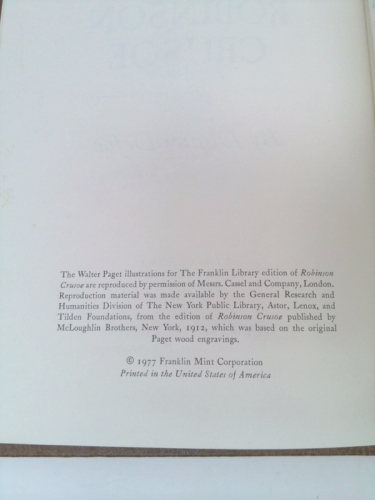 The Walter Paget illustrations for The Franklin Library edition of Robinson
Crusoe are reproduced by permission of Messrs. Cassel and Company, London.
Reproduction material was made available by the General Research and
Humanities Division of The New York Public Library, Astor, Lenox, and
Tilden Foundations, from the edition of Robinson Crusoe published by
McLoughlin Brothers, New York, 1912, which was based on the original
Paget wood engravings.
© 1977 Franklin Mint Corporation
Printed in the United States of America